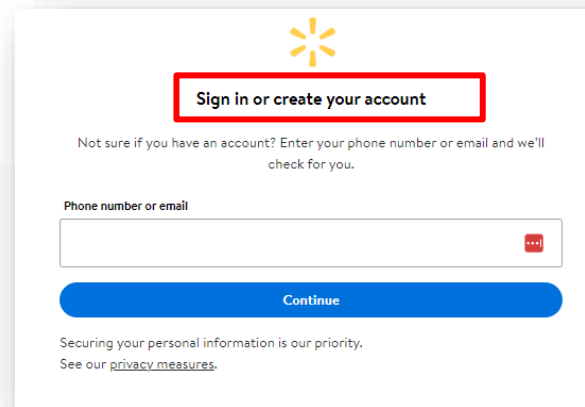 Sign in or create your account
Not sure if you have an account? Enter your phone number or email and we'll
check for you.
Phone number or email
Continue
Securing your personal information is our priority.
See our privacy measures.